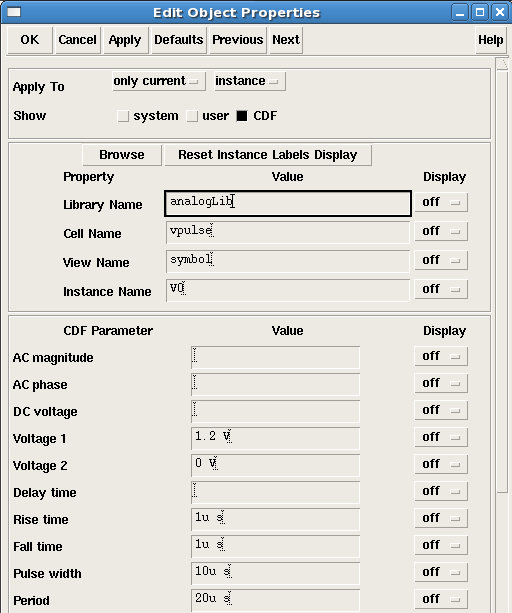 Edit Object Properties
OK Cancel Apply Defaults Previous Next Help
Apply To only current instance
Show system user CDF
Browse Reset Instance Labels Display
Property Value Display
Library Name analogLib off
Cell Name vpulse off
View Name symbol off
Instance Name V0 off
CDF Parameter Value Display
AC magnitude off
AC phase off
DC voltage off
Voltage 1 1.2 V off
Voltage 2 0 V off
Delay time off
Rise time 1u s off
Fall time 1u s off
Pulse width 10u s off
Period 20u s off